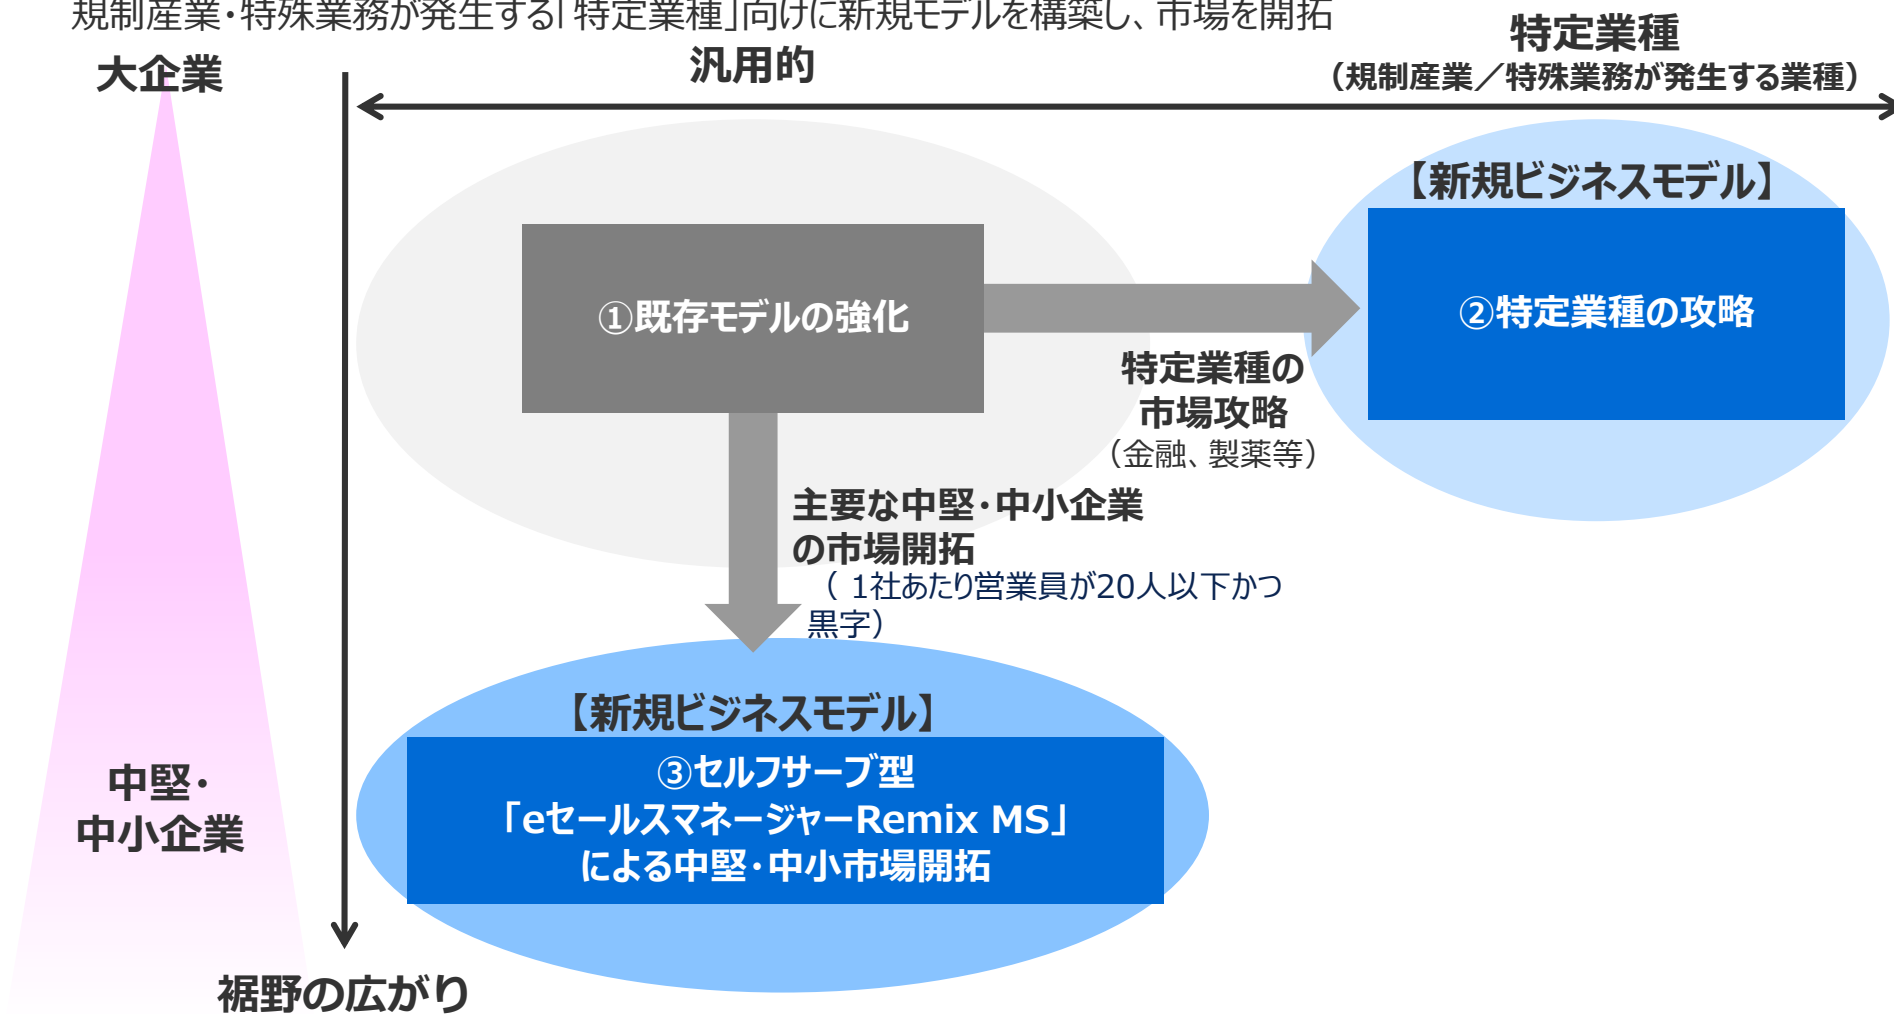 規制産業・特殊業務が発生する「特定業種」向けに新規モデルを構築し、市場を開拓
大企業
汎用的
特定業種
（規制産業／特殊業務が発生する業種）
【新規ビジネスモデル】
①既存モデルの強化
②特定業種の攻略
特定業種の
市場攻略
（金融、製薬等）
主要な中堅・中小企業
の市場開拓
（ 1社あたり営業員が20人以下かつ
黒字）
【新規ビジネスモデル】
③セルフサーブ型
「eセールスマネージャーRemix MS」
による中堅・中小市場開拓
中堅・
中小企業
裾野の広がり